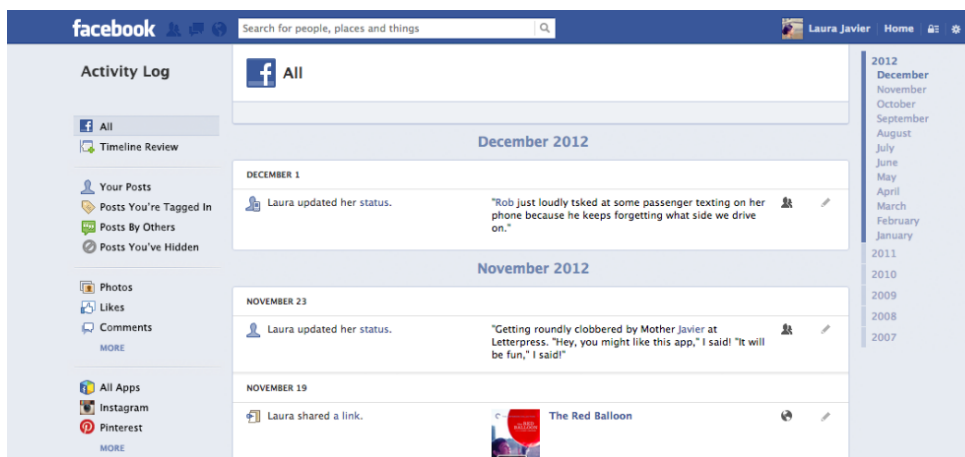 facebook
Search for people, places and things
Laura Javier
Home
Activity Log
All
Timeline Review
Your Posts
Posts You're Tagged In
Posts By Others
Posts You've Hidden
Photos
Likes
Comments
MORE
All Apps
Instagram
Pinterest
MORE
All
December 2012
DECEMBER 1
Laura updated her status.
"Rob just loudly tsked at some passenger texting on her
phone because he keeps forgetting what side we drive
on."
November 2012
NOVEMBER 23
Laura updated her status.
"Getting roundly clobbered by Mother Javier at
Letterpress. "Hey, you might like this app," I said! "It will
be fun," I said!"
NOVEMBER 19
Laura shared a link.
RED
BALLOON
The Red Balloon
2012
December
November
October
September
August
July
June
May
April
March
February
January
2011
2010
2009
2008
2007